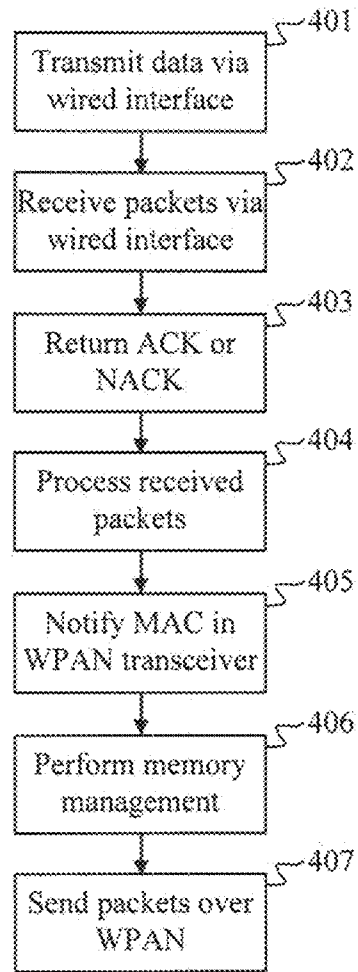 401
Transmit data via
wired interface
402
Receive packets via
wired interface
403
Return ACK or
NACK
404
Process received
packets
405
Notify MAC in
WPAN transceiver
406
Perform memory
management
407
Send packets over
WPAN